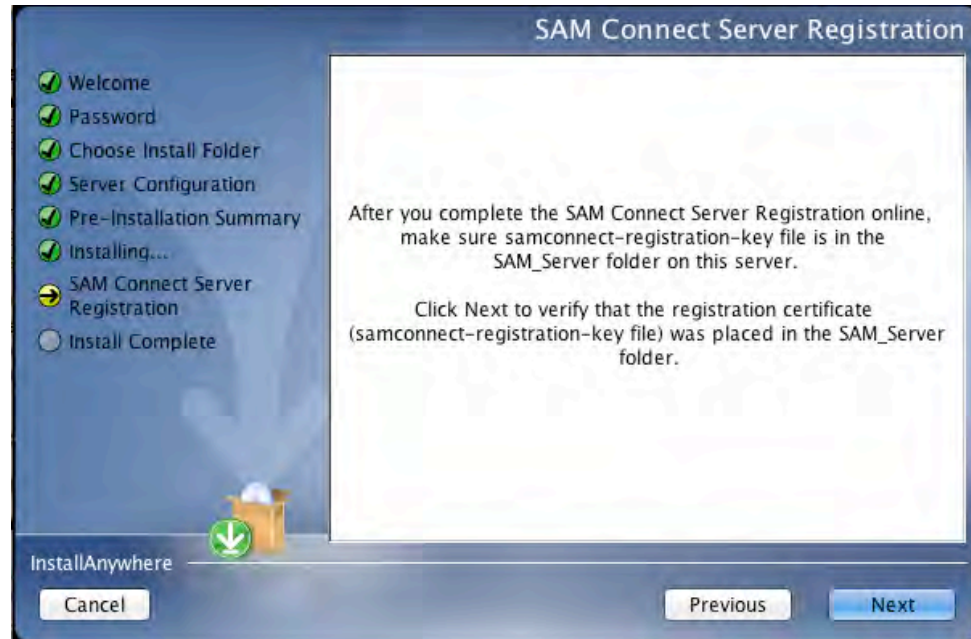 SAM Connect Server Registration
Welcome
Password
Choose Install Folder
Server Configuration
Pre-Installation Summary
Installing...
SAM Connect Server
Registration
Install Complete
After you complete the SAM Connect Server Registration online,
make sure samconnect-registration-key file is in the
SAM_Server folder on this server.
Click Next to verify that the registration certificate
(samconnect-registration-key file) was placed in the SAM_Server
folder.
InstallAnywhere
Cancel
Previous
Next